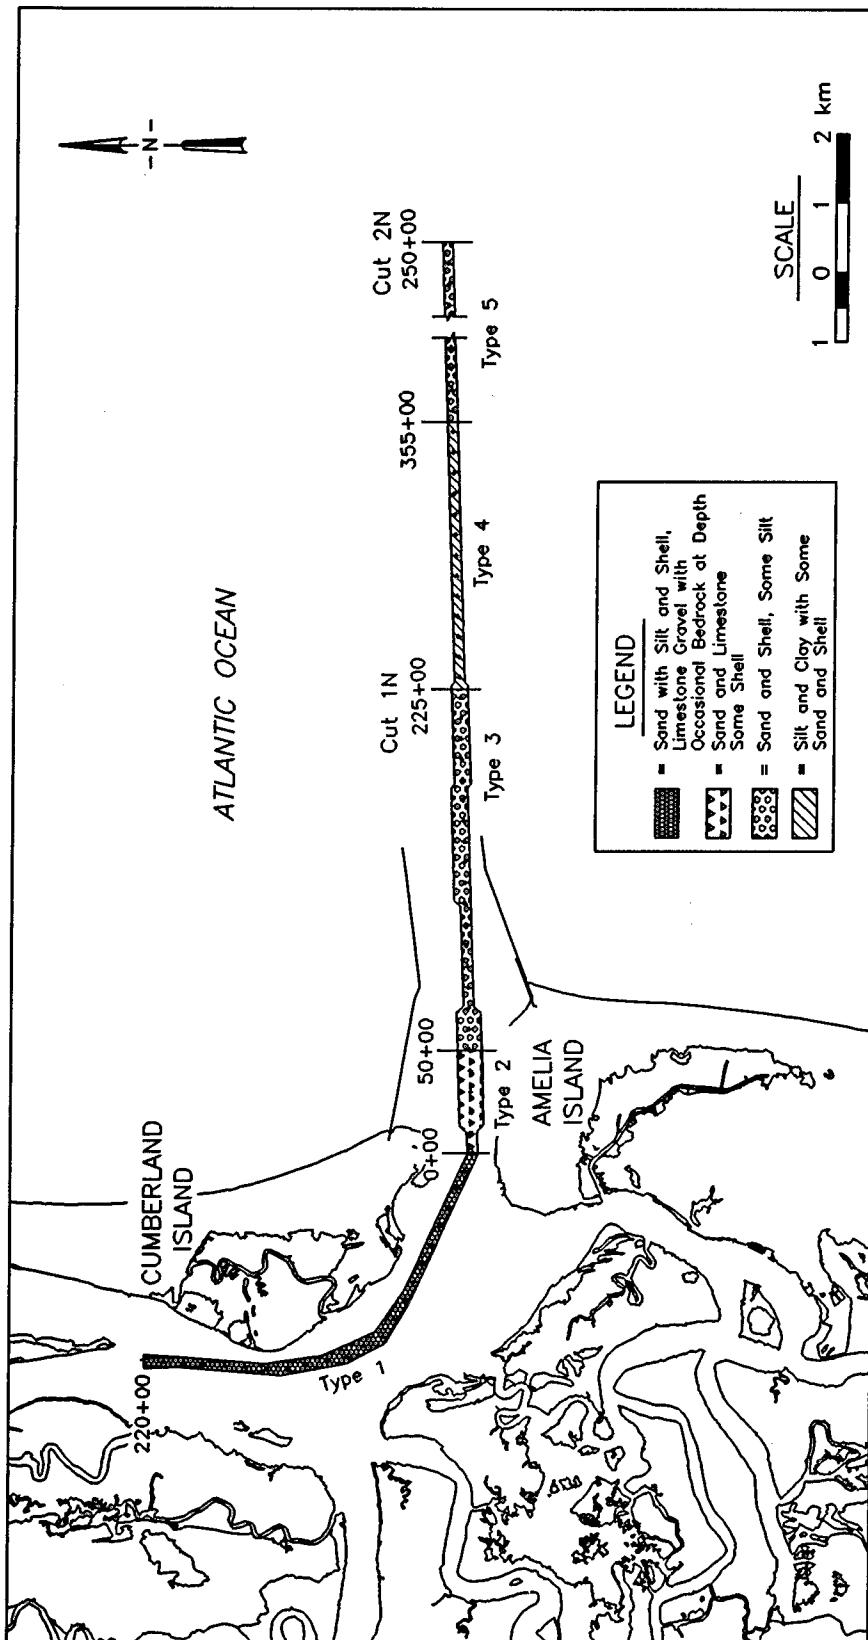 -N-
ATLANTIC OCEAN
CUMBERLAND
ISLAND
220+00
Type 1
0+00
50+00
Type 2
AMELIA
ISLAND
Cut 1N
225+00
Type 3
Type 4
355+00
Type 5
Cut 2N
250+00
LEGEND
= Sand with Silt and Shell,
Limestone Gravel with
Occasional Bedrock at Depth
= Sand and Limestone
Some Shell
= Sand and Shell, Some Silt
= Silt and Clay with Some
Sand and Shell
SCALE
1 0 1 2 km